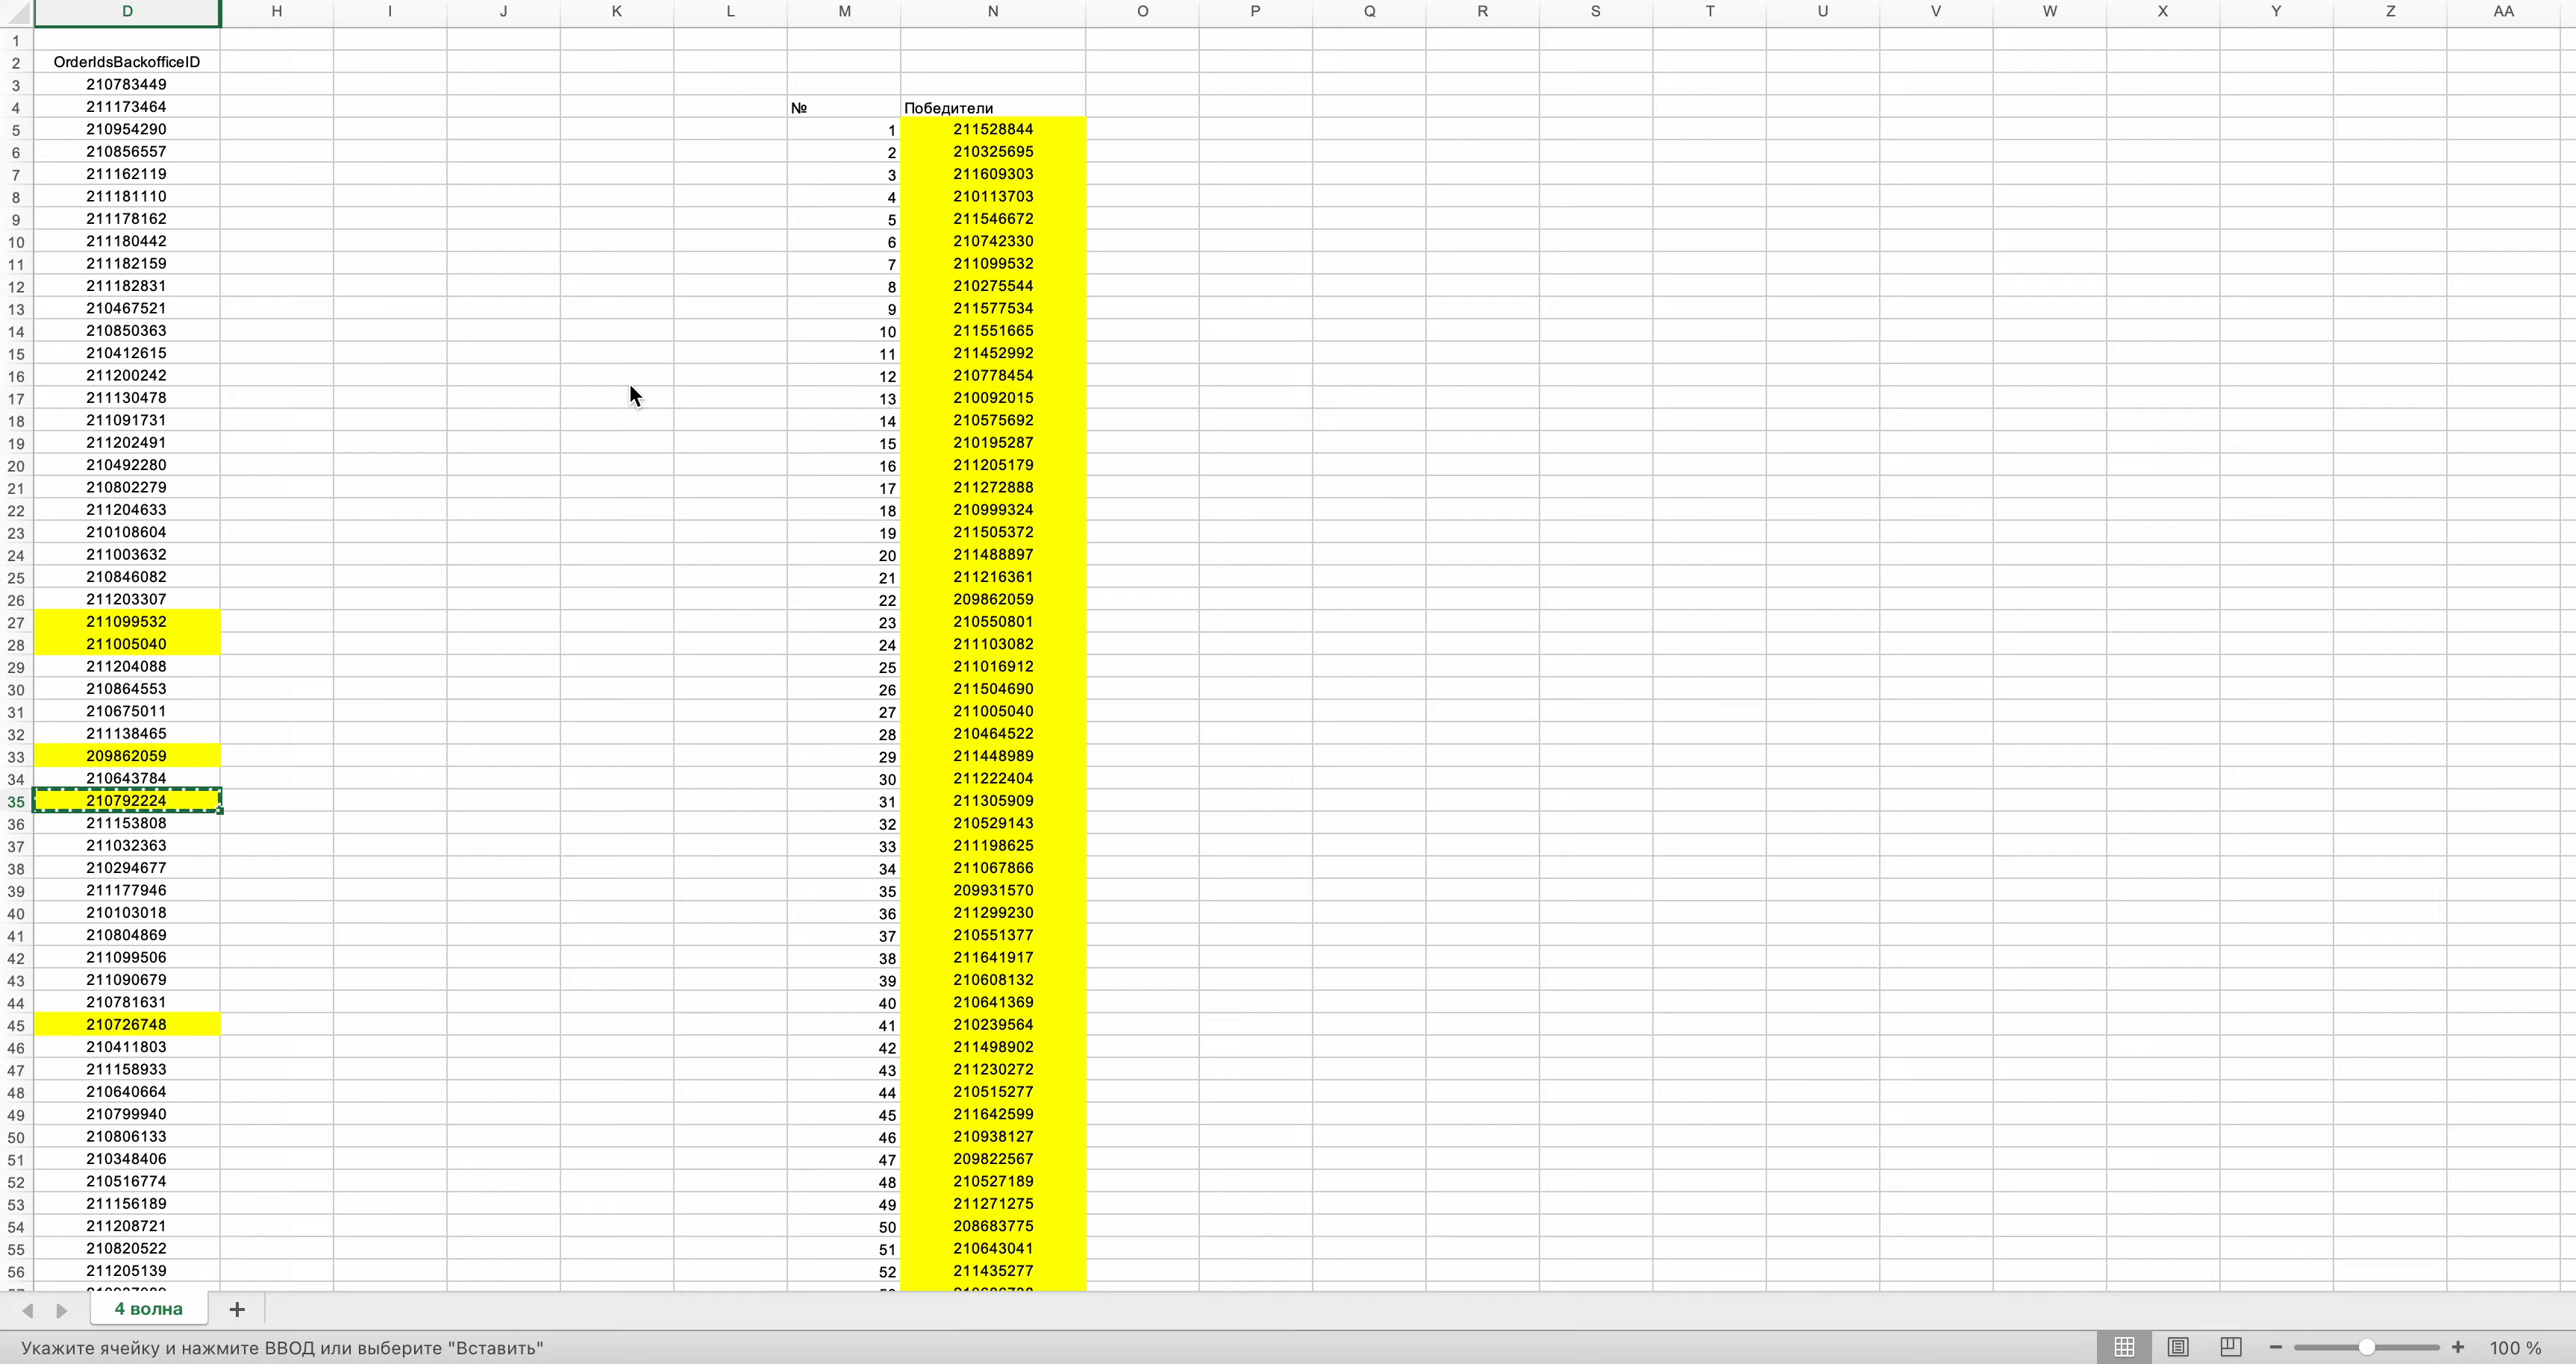 D H I J K L M N O P Q R S T U V W X Y Z AA
1
2 OrderIdsBackofficeID
3 210783449
4 211173464 № Победители
5 210954290 1 211528844
6 210856557 2 210325695
7 211162119 3 211609303
8 211181110 4 210113703
9 211178162 5 211546672
10 211180442 6 210742330
11 211182159 7 211099532
12 211182831 8 210275544
13 210467521 9 211577534
14 210850363 10 211551665
15 210412615 11 211452992
16 211200242 12 210778454
17 211130478 13 210092015
18 211091731 14 210575692
19 211202491 15 210195287
20 210492280 16 211205179
21 210802279 17 211272888
22 211204633 18 210999324
23 210108604 19 211505372
24 211003632 20 211488897
25 210846082 21 211216361
26 211203307 22 209862059
27 211099532 23 210550801
28 211005040 24 211103082
29 211204088 25 211016912
30 210864553 26 211504690
31 210675011 27 211005040
32 211138465 28 210464522
33 209862059 29 211448989
34 210643784 30 211222404
35 210792224 31 211305909
36 211153808 32 210529143
37 211032363 33 211198625
38 210294677 34 211067866
39 211177946 35 209931570
40 210103018 36 211299230
41 210804869 37 210551377
42 211099506 38 211641917
43 211090679 39 210608132
44 210781631 40 210641369
45 210726748 41 210239564
46 210411803 42 211498902
47 211158933 43 211230272
48 210640664 44 210515277
49 210799940 45 211642599
50 210806133 46 210938127
51 210348406 47 209822567
52 210516774 48 210527189
53 211156189 49 211271275
54 211208721 50 208683775
55 210820522 51 210643041
56 211205139 52 211435277
4 волна +
Укажите ячейку и нажмите ВВОД или выберите "Вставить" 100 %